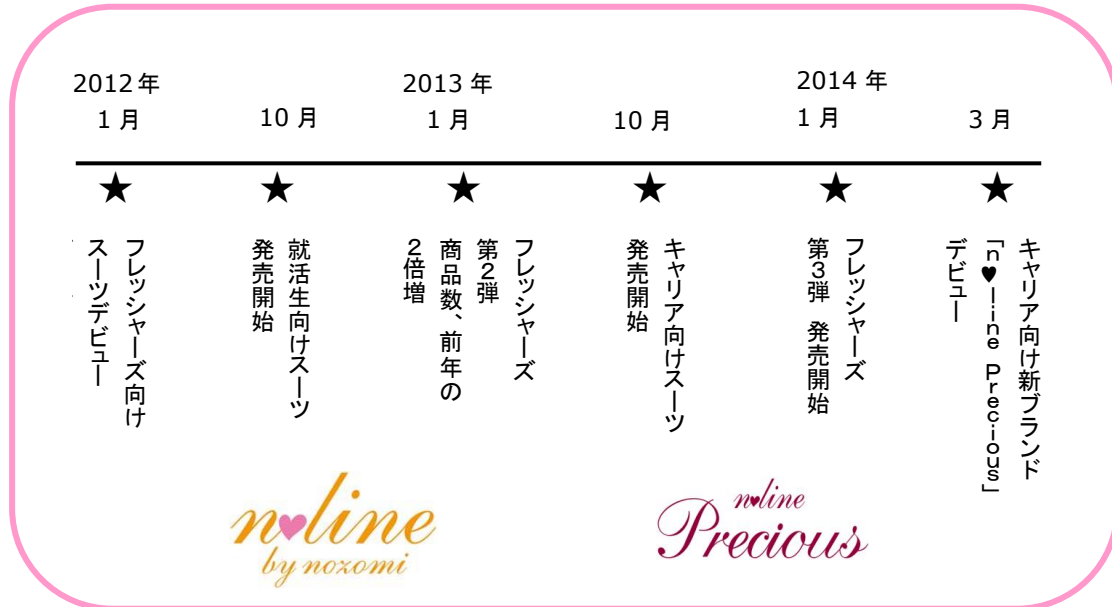 2012年
1月
10月
2013年
1月
10月
2014年
1月
3月
★
★
★
★
★
★
フレッシャーズ向け
スーツデビュー
就活生向けスーツ
発売開始
フレッシャーズ
第2弾
商品数、前年の
2倍増
キャリア向けスーツ
発売開始
フレッシャーズ
第3弾 発売開始
キャリア向け新ブランド
「n♥line Precious」
デビュー
n♥line
by nozomi
n♥line
Precious